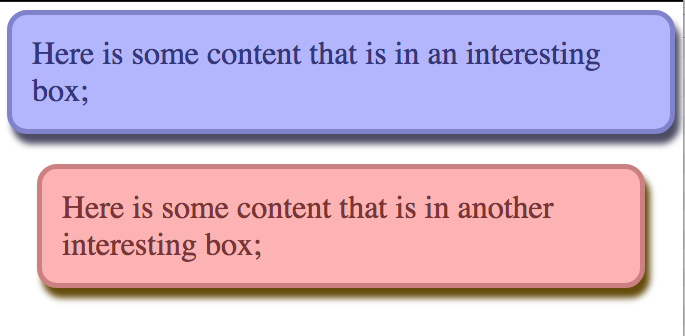 Here is some content that is in an interesting
box;
Here is some content that is in another
interesting box;